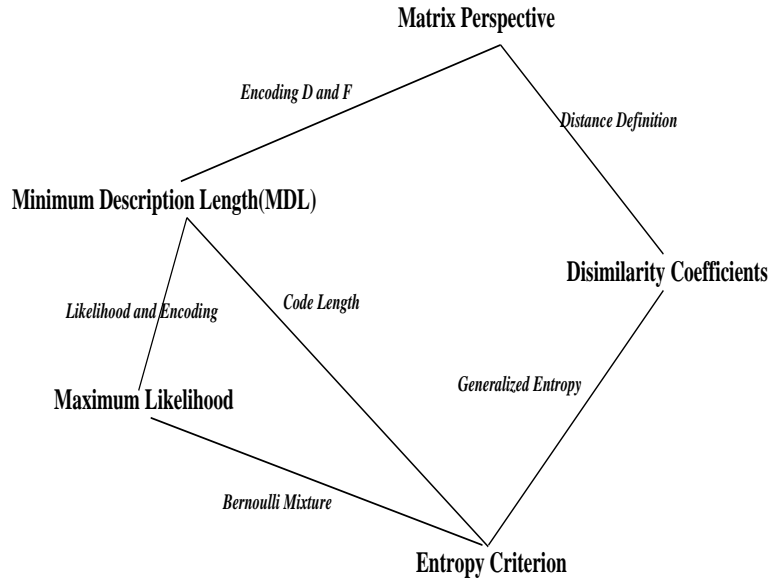 Matrix Perspective
Encoding D and F
Distance Definition
Minimum Description Length(MDL)
Disimilarity Coefficients
Likelihood and Encoding
Code Length
Generalized Entropy
Maximum Likelihood
Bernoulli Mixture
Entropy Criterion